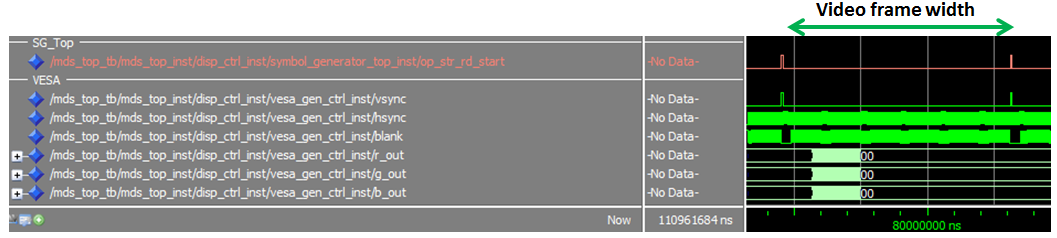 Video frame width
SG_Top
/mds_top_tb/mds_top_inst/disp_ctrl_inst/symbol_generator_top_inst/op_str_rd_start -No Data-
VESA
/mds_top_tb/mds_top_inst/disp_ctrl_inst/vesa_gen_ctrl_inst/vsync -No Data-
/mds_top_tb/mds_top_inst/disp_ctrl_inst/vesa_gen_ctrl_inst/hsync -No Data-
/mds_top_tb/mds_top_inst/disp_ctrl_inst/vesa_gen_ctrl_inst/blank -No Data-
/mds_top_tb/mds_top_inst/disp_ctrl_inst/vesa_gen_ctrl_inst/r_out -No Data- 00
/mds_top_tb/mds_top_inst/disp_ctrl_inst/vesa_gen_ctrl_inst/g_out -No Data- 00
/mds_top_tb/mds_top_inst/disp_ctrl_inst/vesa_gen_ctrl_inst/b_out -No Data- 00
Now 110961684 ns 80000000 ns